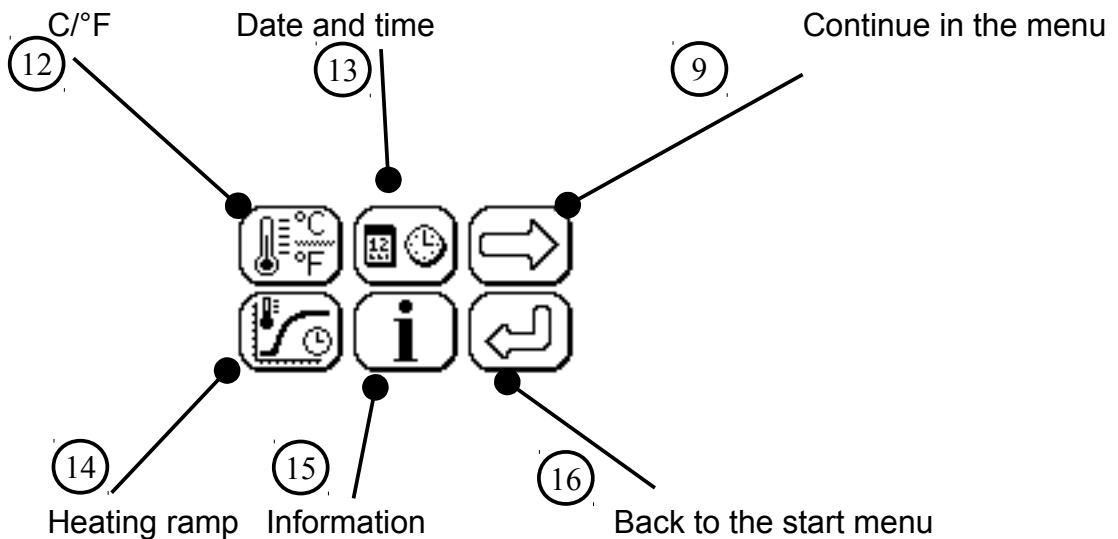 C/°F Date and time Continue in the menu
12 13 9
°C
°F
12
i
14 15 16
Heating ramp Information Back to the start menu